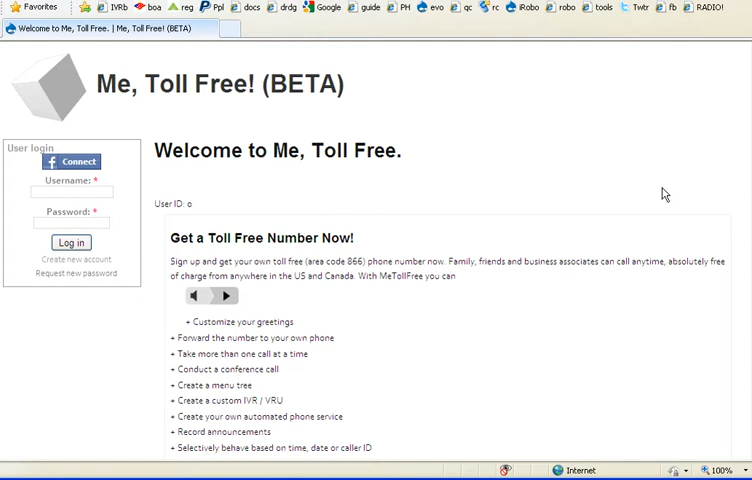 Favorites IVRb boa reg Ppl docs drdg Google guide PH evo qc rc iRobo robo tools Twtr fb RADIO!
Welcome to Me, Toll Free. | Me, Toll Free! (BETA)
Me, Toll Free! (BETA)
User login
f Connect
Username: *
Password: *
Log in
Create new account
Request new password
Welcome to Me, Toll Free.
User ID: 0
Get a Toll Free Number Now!
Sign up and get your own toll free (area code 866) phone number now. Family, friends and business associates can call anytime, absolutely free
of charge from anywhere in the US and Canada. With MeTollFree you can
+ Customize your greetings
+ Forward the number to your own phone
+ Take more than one call at a time
+ Conduct a conference call
+ Create a menu tree
+ Create a custom IVR / VRU
+ Create your own automated phone service
+ Record announcements
+ Selectively behave based on time, date or caller ID
Internet 100%